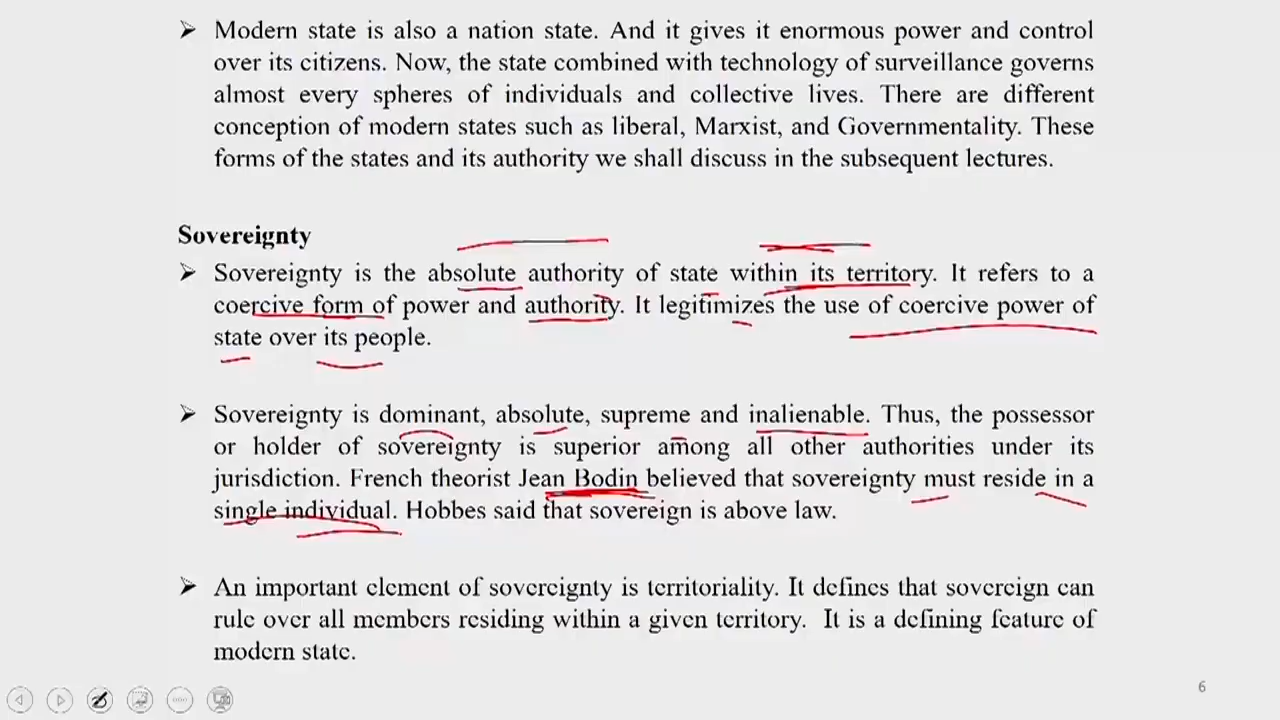 ➢ Modern state is also a nation state. And it gives it enormous power and control
over its citizens. Now, the state combined with technology of surveillance governs
almost every spheres of individuals and collective lives. There are different
conception of modern states such as liberal, Marxist, and Governmentality. These
forms of the states and its authority we shall discuss in the subsequent lectures.
Sovereignty
➢ Sovereignty is the absolute authority of state within its territory. It refers to a
coercive form of power and authority. It legitimizes the use of coercive power of
state over its people.
➢ Sovereignty is dominant, absolute, supreme and inalienable. Thus, the possessor
or holder of sovereignty is superior among all other authorities under its
jurisdiction. French theorist Jean Bodin believed that sovereignty must reside in a
single individual. Hobbes said that sovereign is above law.
➢ An important element of sovereignty is territoriality. It defines that sovereign can
rule over all members residing within a given territory. It is a defining feature of
modern state.
6